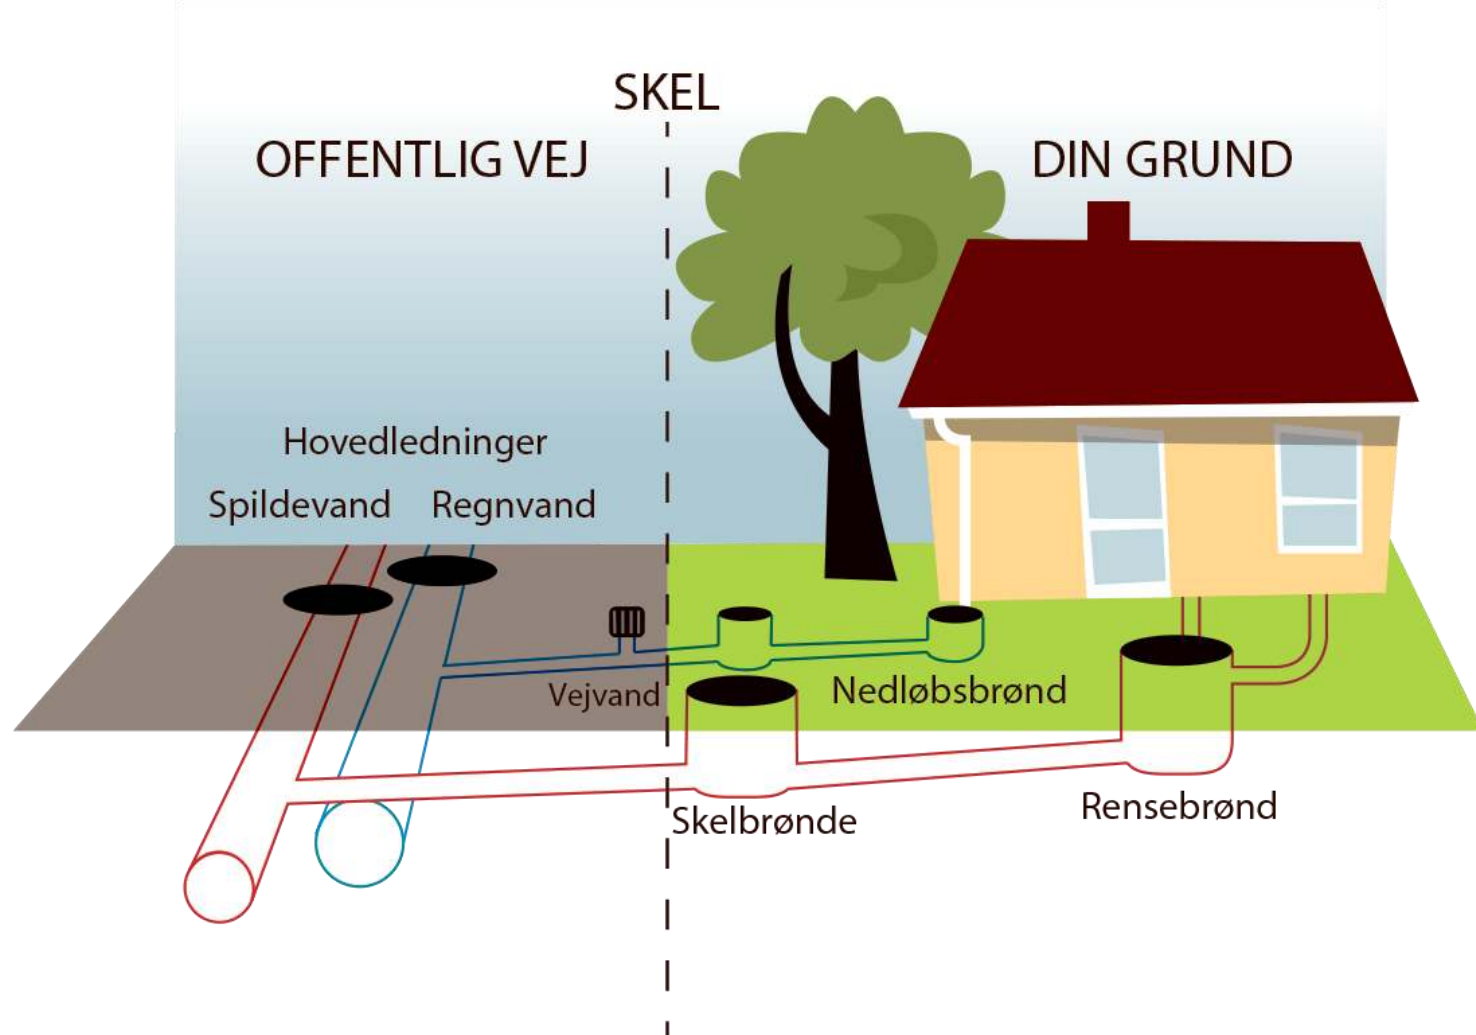 SKEL
OFFENTLIG VEJ
DIN GRUND
Hovedledninger
Spildevand
Regnvand
Vejvand
Nedløbsbrønd
Skelbrønde
Rensebrønd